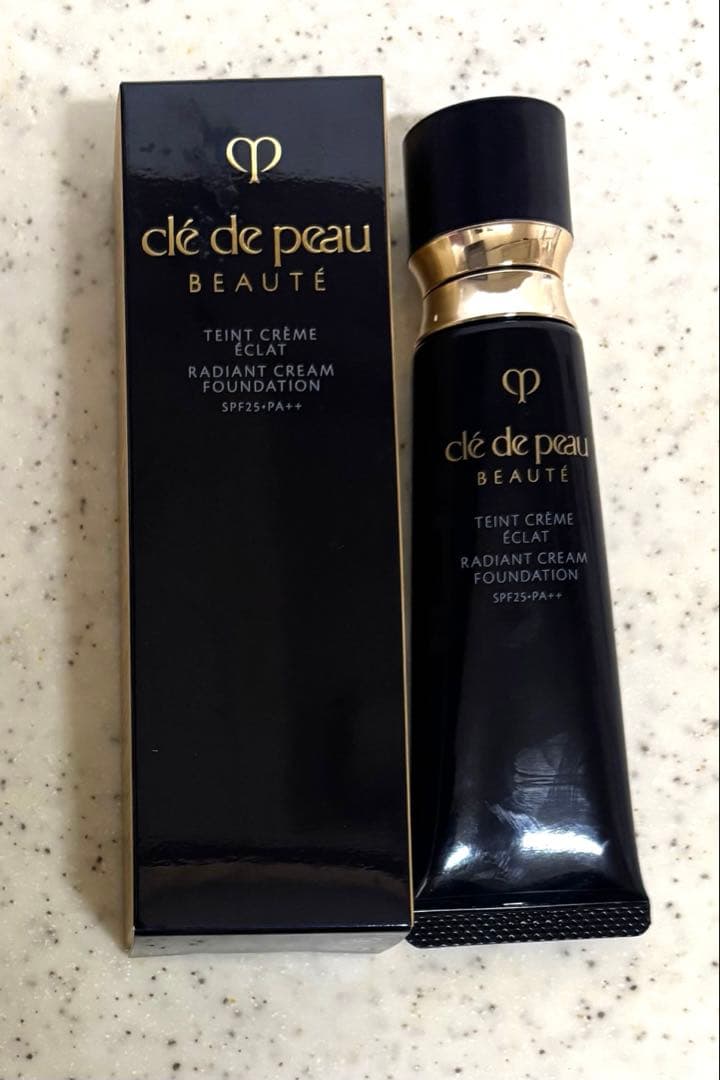 clé de peau
BEAUTÉ
TEINT CRÈME
ÉCLAT
RADIANT CREAM
FOUNDATION
SPF25•PA++
clé de peau
BEAUTÉ
TEINT CRÈME
ÉCLAT
RADIANT CREAM
FOUNDATION
SPF25•PA++